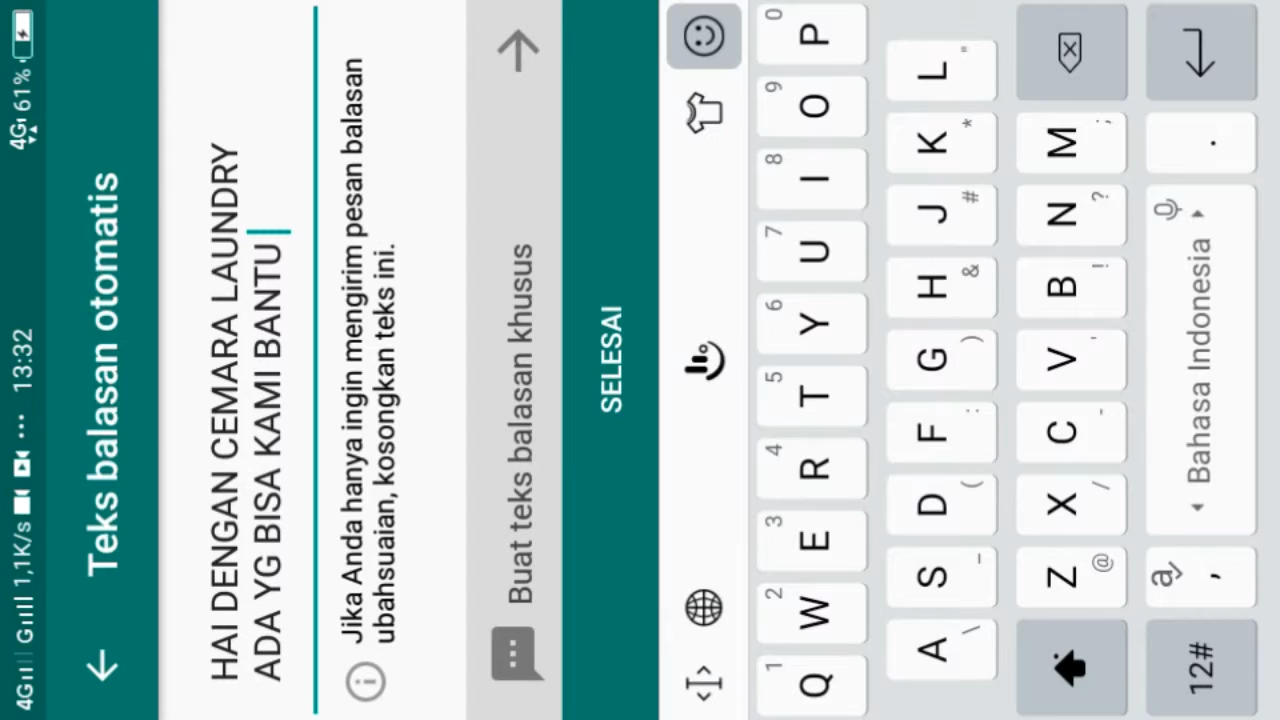 4G G 1,1K/s ... 13:32 4G 61%
Teks balasan otomatis
HAI DENGAN CEMARA LAUNDRY
ADA YG BISA KAMI BANTU
Jika Anda hanya ingin mengirim pesan balasan
ubahsuaian, kosongkan teks ini.
Buat teks balasan khusus
SELESAI
1 2 3 4 5 6 7 8 9 0
Q W E R T Y U I O P
\ _ ( : ) & # * "
A S D F G H J K L
@ / - ' ! ? ;
Z X C V B N M
12# a , Bahasa Indonesia .